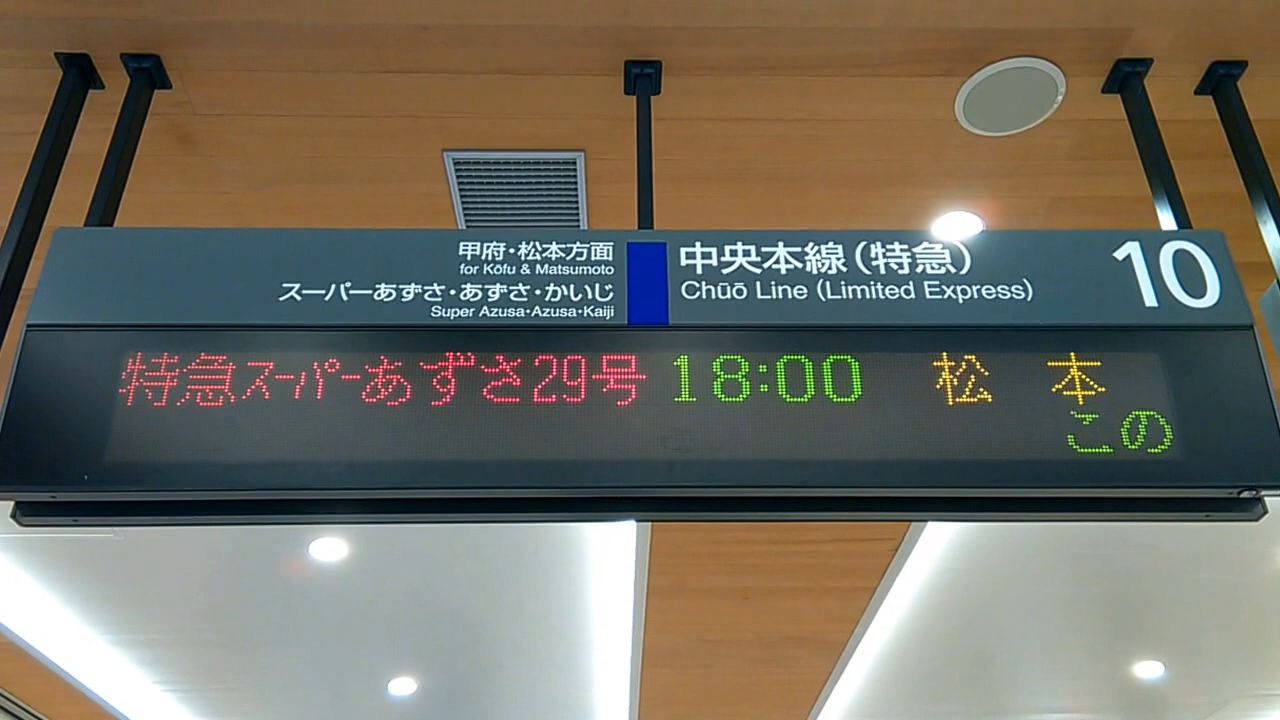 甲府・松本方面
for Kōfu & Matsumoto
スーパーあずさ・あずさ・かいじ
Super Azusa・Azusa・Kaiji
中央本線（特急）
Chūō Line (Limited Express)
10
特急スーパーあずさ29号 18:00 松 本
この